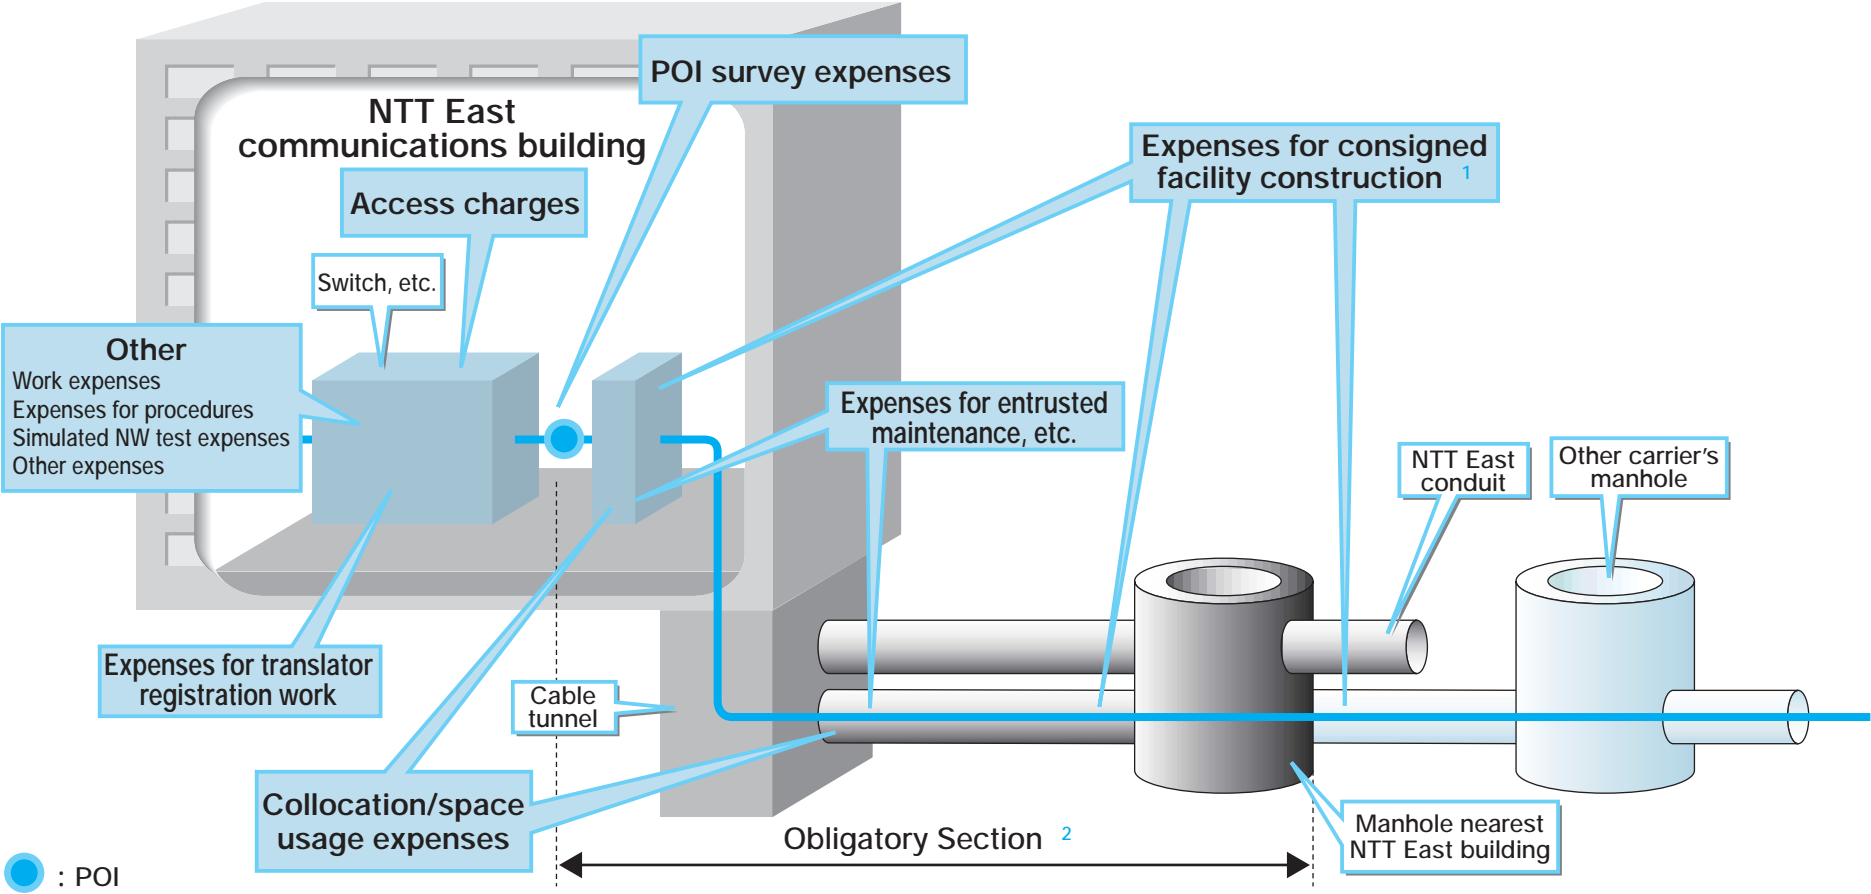 POI survey expenses
NTT East
communications building
Expenses for consigned
facility construction 1
Access charges
Switch, etc.
Other
Work expenses
Expenses for procedures
Simulated NW test expenses
Other expenses
Expenses for entrusted
maintenance, etc.
NTT East
conduit
Other carrier's
manhole
Expenses for translator
registration work
Cable
tunnel
Collocation/space
usage expenses
Obligatory Section 2
Manhole nearest
NTT East building
: POI